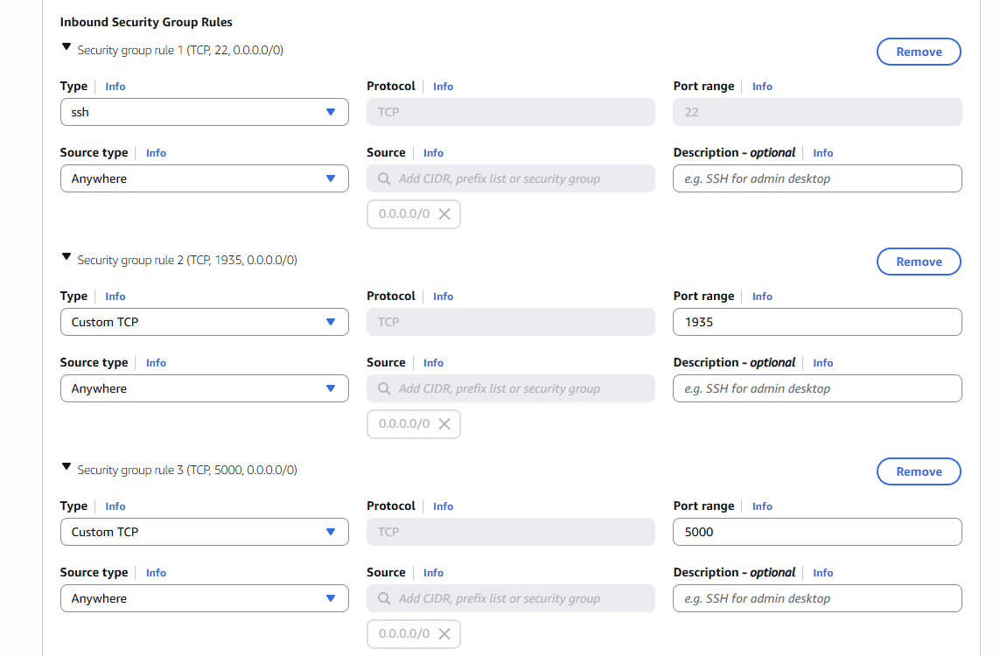 Inbound Security Group Rules
Security group rule 1 (TCP, 22, 0.0.0.0/0)
Remove
Type Info Protocol Info Port range Info
ssh TCP 22
Source type Info Source Info Description - optional Info
Anywhere Add CIDR, prefix list or security group e.g. SSH for admin desktop
0.0.0.0/0
Security group rule 2 (TCP, 1935, 0.0.0.0/0)
Remove
Type Info Protocol Info Port range Info
Custom TCP TCP 1935
Source type Info Source Info Description - optional Info
Anywhere Add CIDR, prefix list or security group e.g. SSH for admin desktop
0.0.0.0/0
Security group rule 3 (TCP, 5000, 0.0.0.0/0)
Remove
Type Info Protocol Info Port range Info
Custom TCP TCP 5000
Source type Info Source Info Description - optional Info
Anywhere Add CIDR, prefix list or security group e.g. SSH for admin desktop
0.0.0.0/0